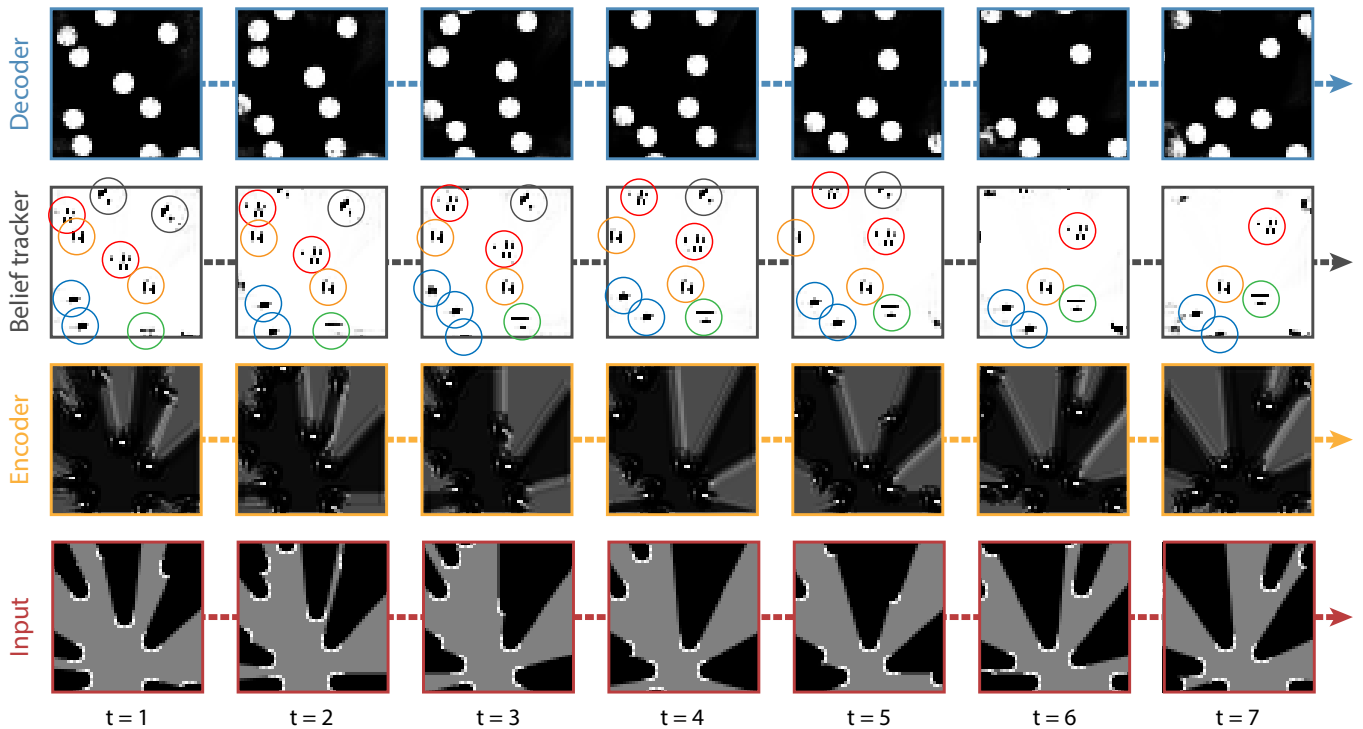 Decoder
Belief tracker
Encoder
Input
t = 1
t = 2
t = 3
t = 4
t = 5
t = 6
t = 7